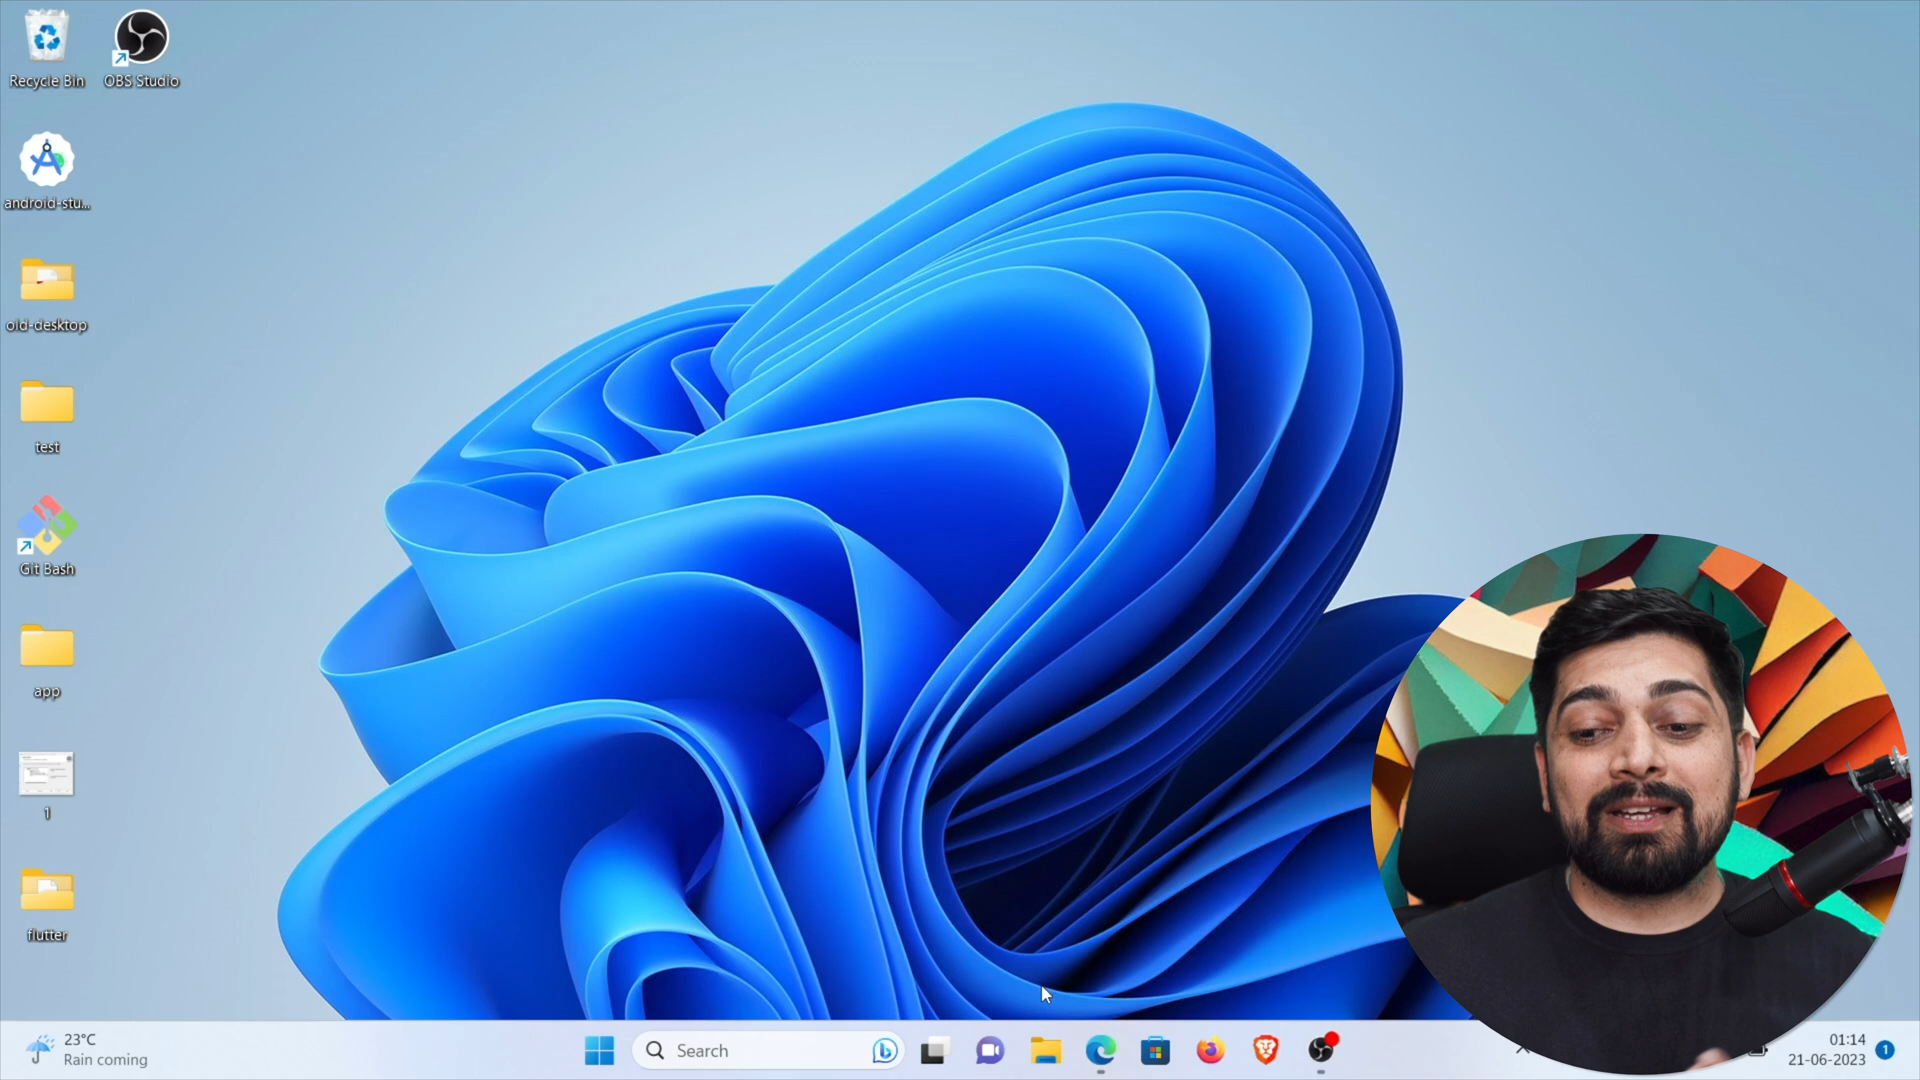 Recycle Bin
OBS Studio
android-stu...
old-desktop
test
Git Bash
app
1
flutter
23°C
Rain coming
Search
01:14
21-06-2023
1